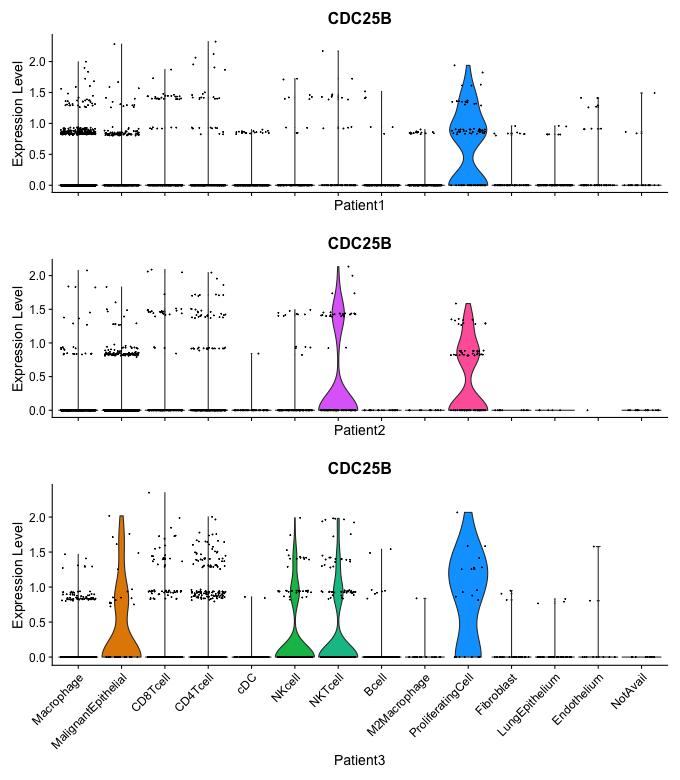 CDC25B
Expression Level
2.0
1.5
1.0
0.5
0.0
Patient1
CDC25B
Expression Level
2.0
1.5
1.0
0.5
0.0
Patient2
CDC25B
Expression Level
2.0
1.5
1.0
0.5
0.0
Macrophage
MalignantEpithelial
CD8Tcell
CD4Tcell
cDC
NKcell
NKTcell
Bcell
M2Macrophage
ProliferatingCell
Fibroblast
LungEpithelium
Endothelium
NotAvail
Patient3